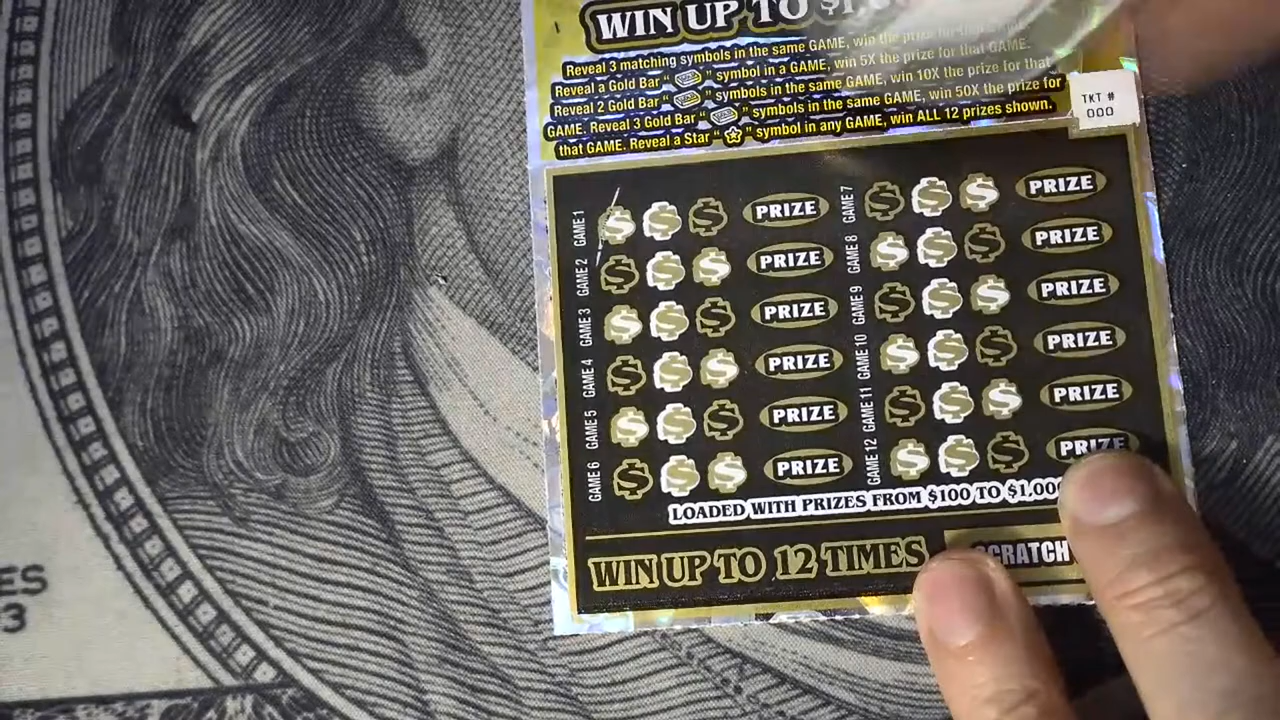 WIN UP TO $1,
Reveal 3 matching symbols in the same GAME, win the prize for that
Reveal a Gold Bar " " symbol in a GAME, win 5X the prize for that GAME.
Reveal 2 Gold Bar " " symbols in the same GAME, win 10X the prize for that
GAME. Reveal 3 Gold Bar " " symbols in the same GAME, win 50X the prize for
that GAME. Reveal a Star " " symbol in any GAME, win ALL 12 prizes shown.
TKT #
000
GAME 1 $ $ $ PRIZE
GAME 2 $ $ $ PRIZE
GAME 3 $ $ $ PRIZE
GAME 4 $ $ $ PRIZE
GAME 5 $ $ $ PRIZE
GAME 6 $ $ $ PRIZE
GAME 7 $ $ $ PRIZE
GAME 8 $ $ $ PRIZE
GAME 9 $ $ $ PRIZE
GAME 10 $ $ $ PRIZE
GAME 11 $ $ $ PRIZE
GAME 12 $ $ $ PRIZE
LOADED WITH PRIZES FROM $100 TO $1,00
WIN UP TO 12 TIMES
SCRATCH
ES
3